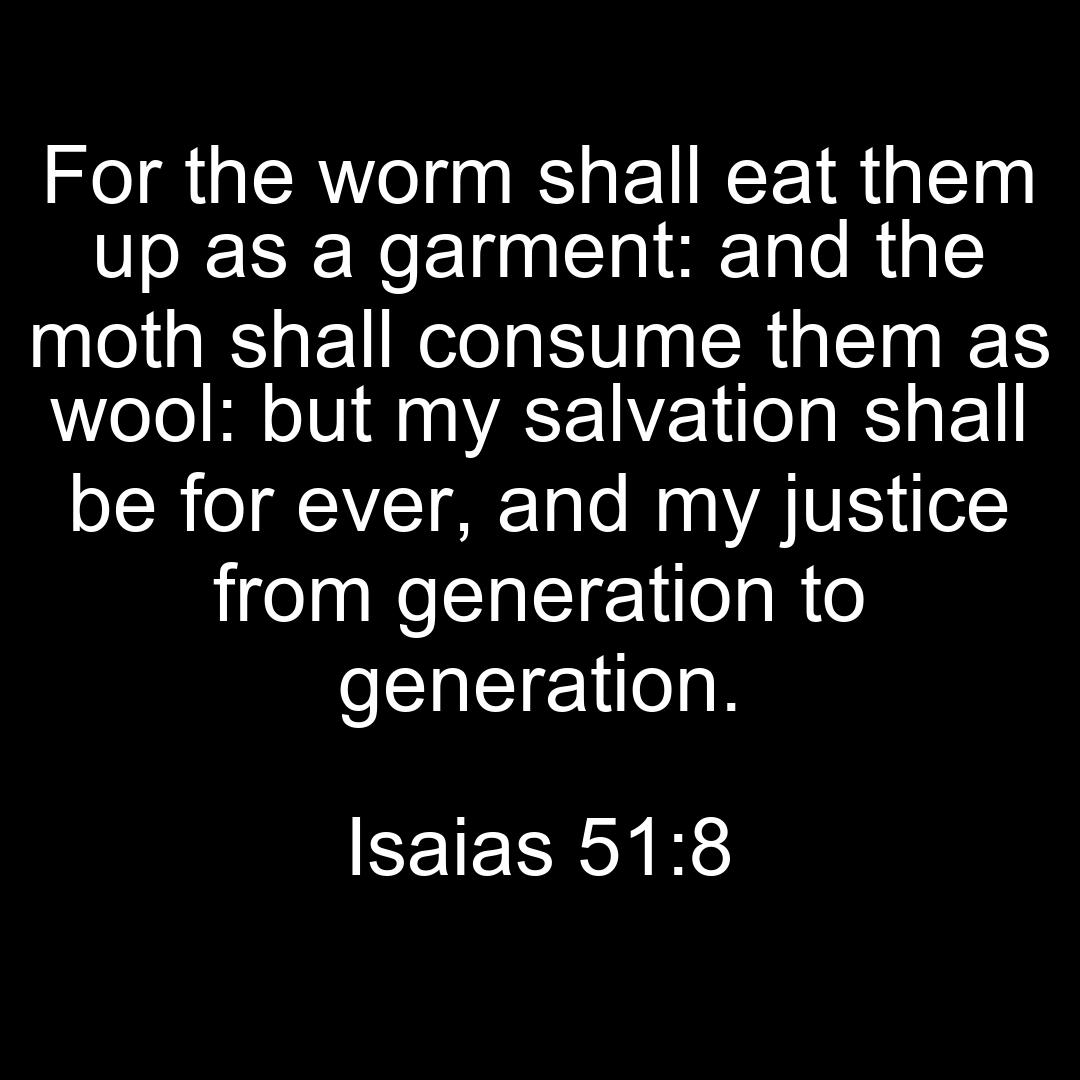 For the worm shall eat them
up as a garment: and the
moth shall consume them as
wool: but my salvation shall
be for ever, and my justice
from generation to
generation.
Isaias 51:8